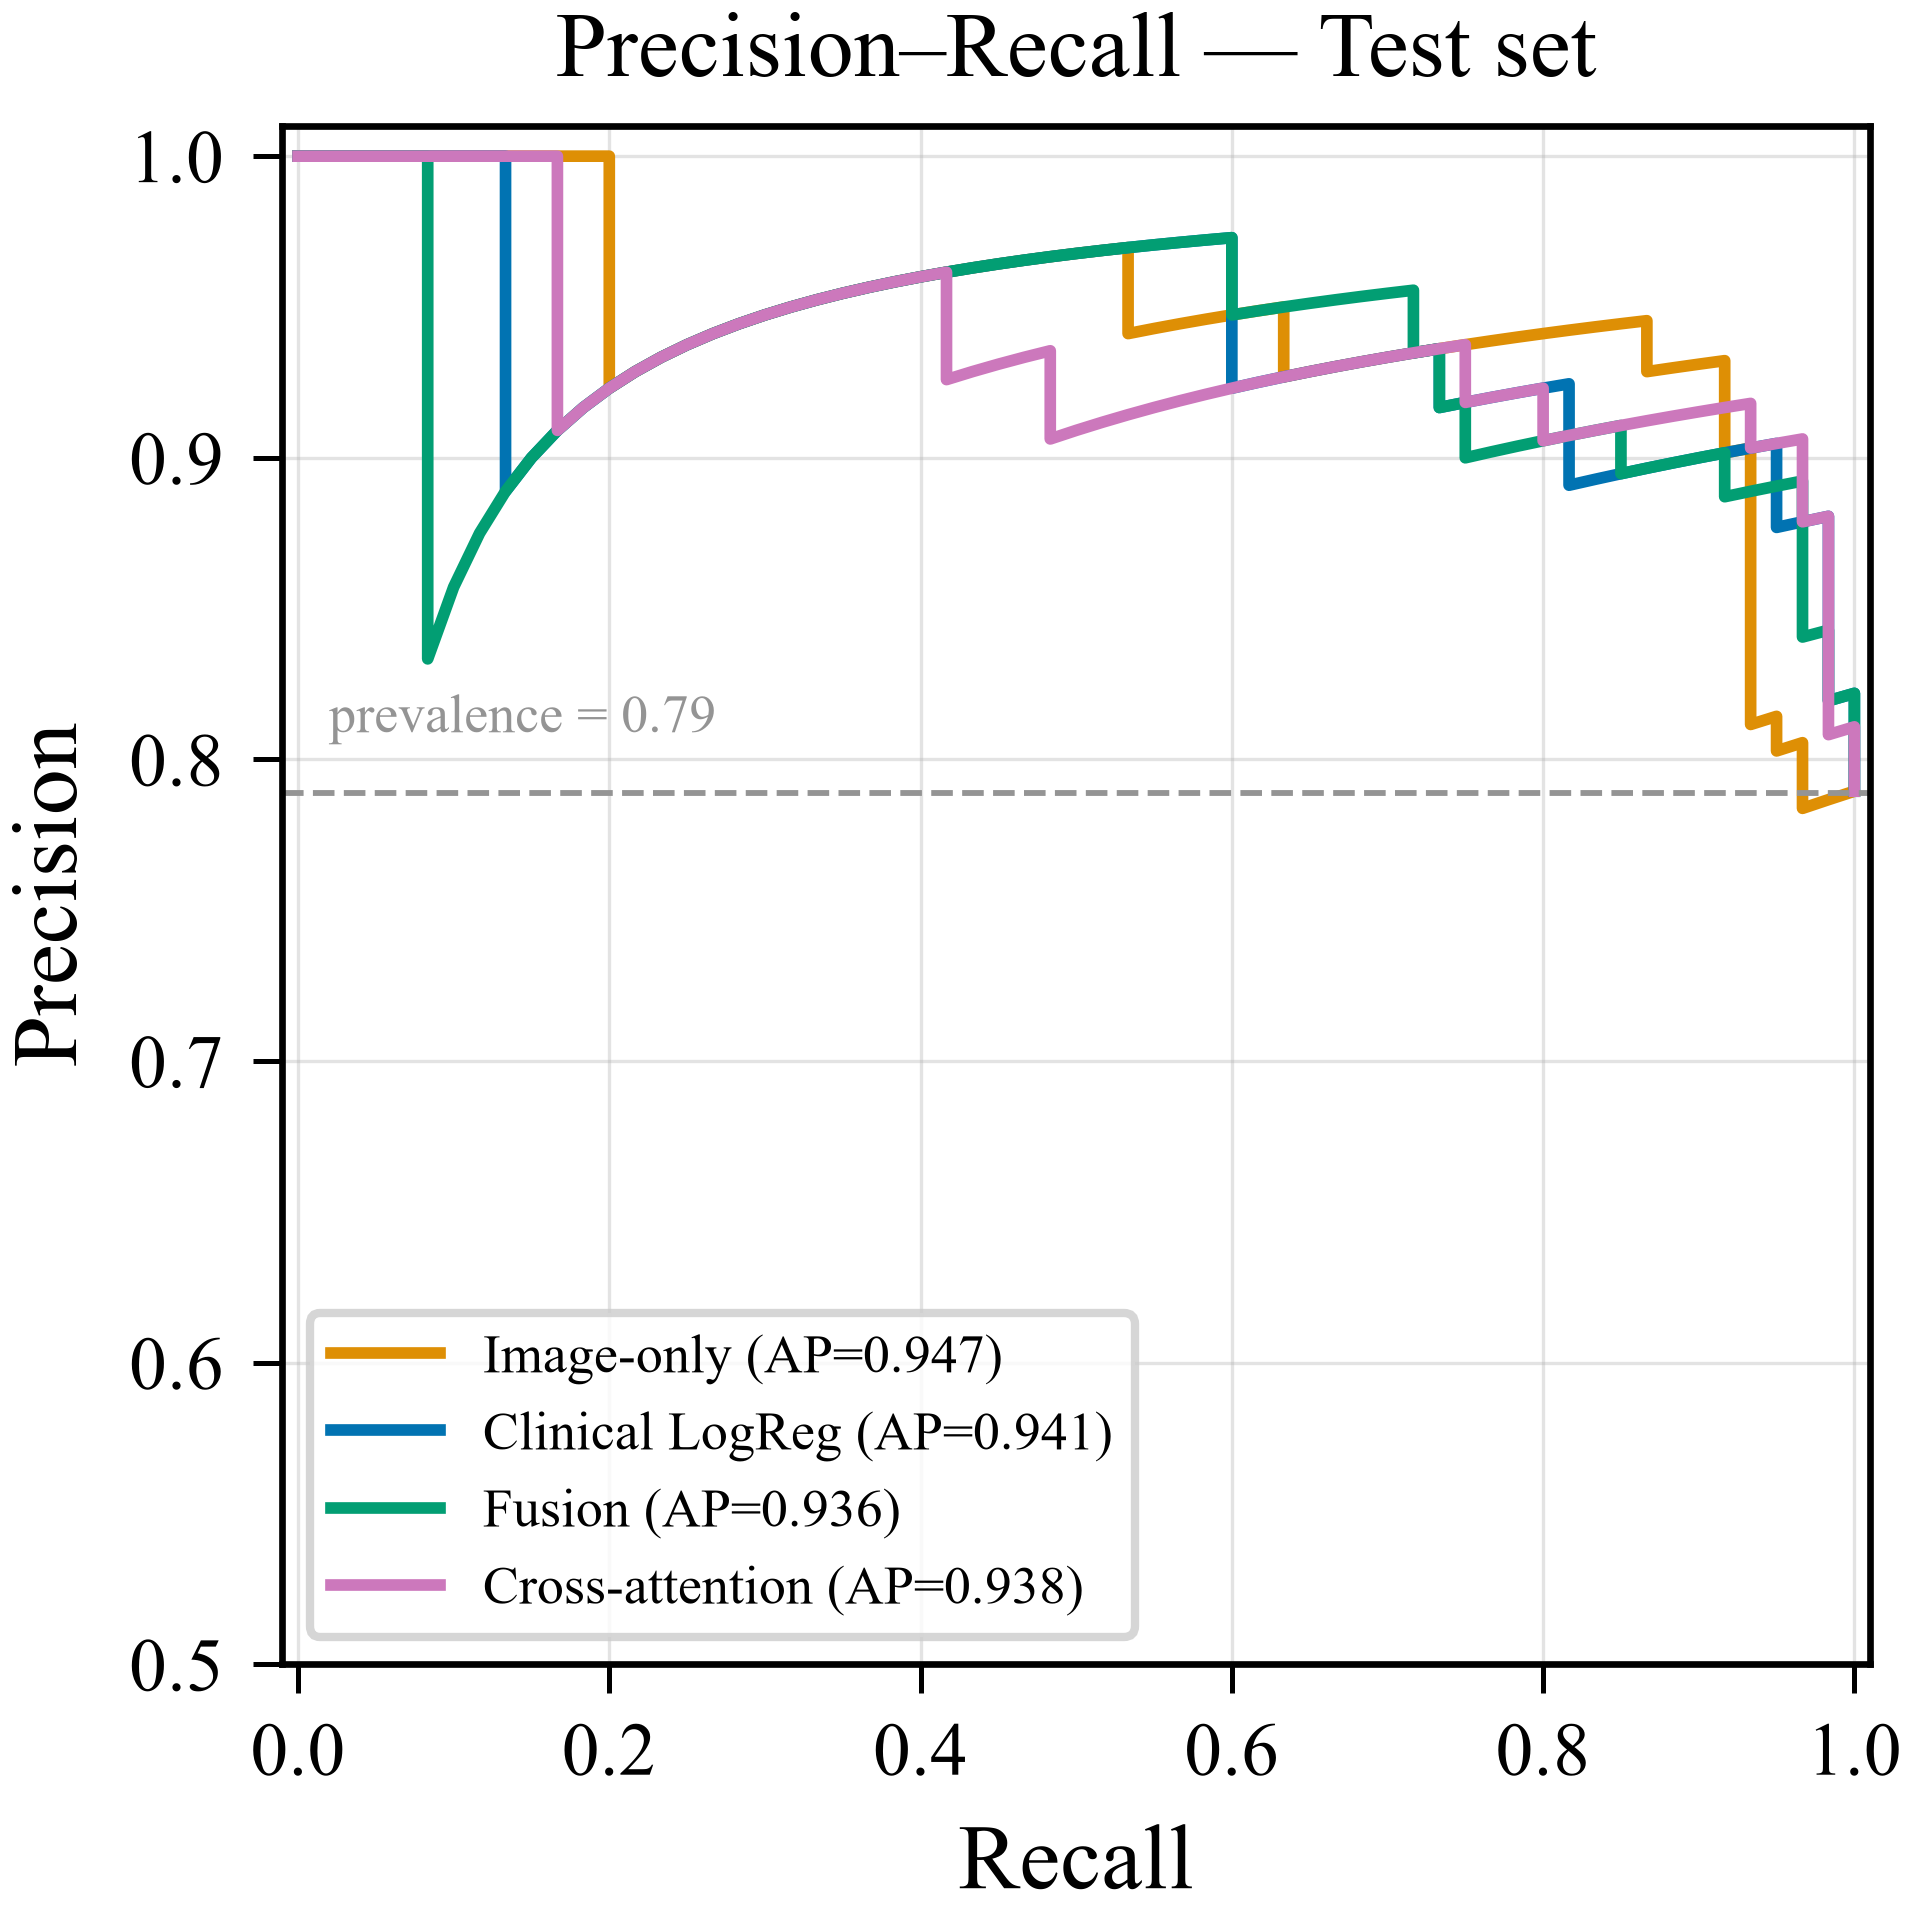 Precision–Recall — Test set
1.0
0.9
0.8
0.7
0.6
0.5
Precision
prevalence = 0.79
Image-only (AP=0.947)
Clinical LogReg (AP=0.941)
Fusion (AP=0.936)
Cross-attention (AP=0.938)
0.0 0.2 0.4 0.6 0.8 1.0
Recall